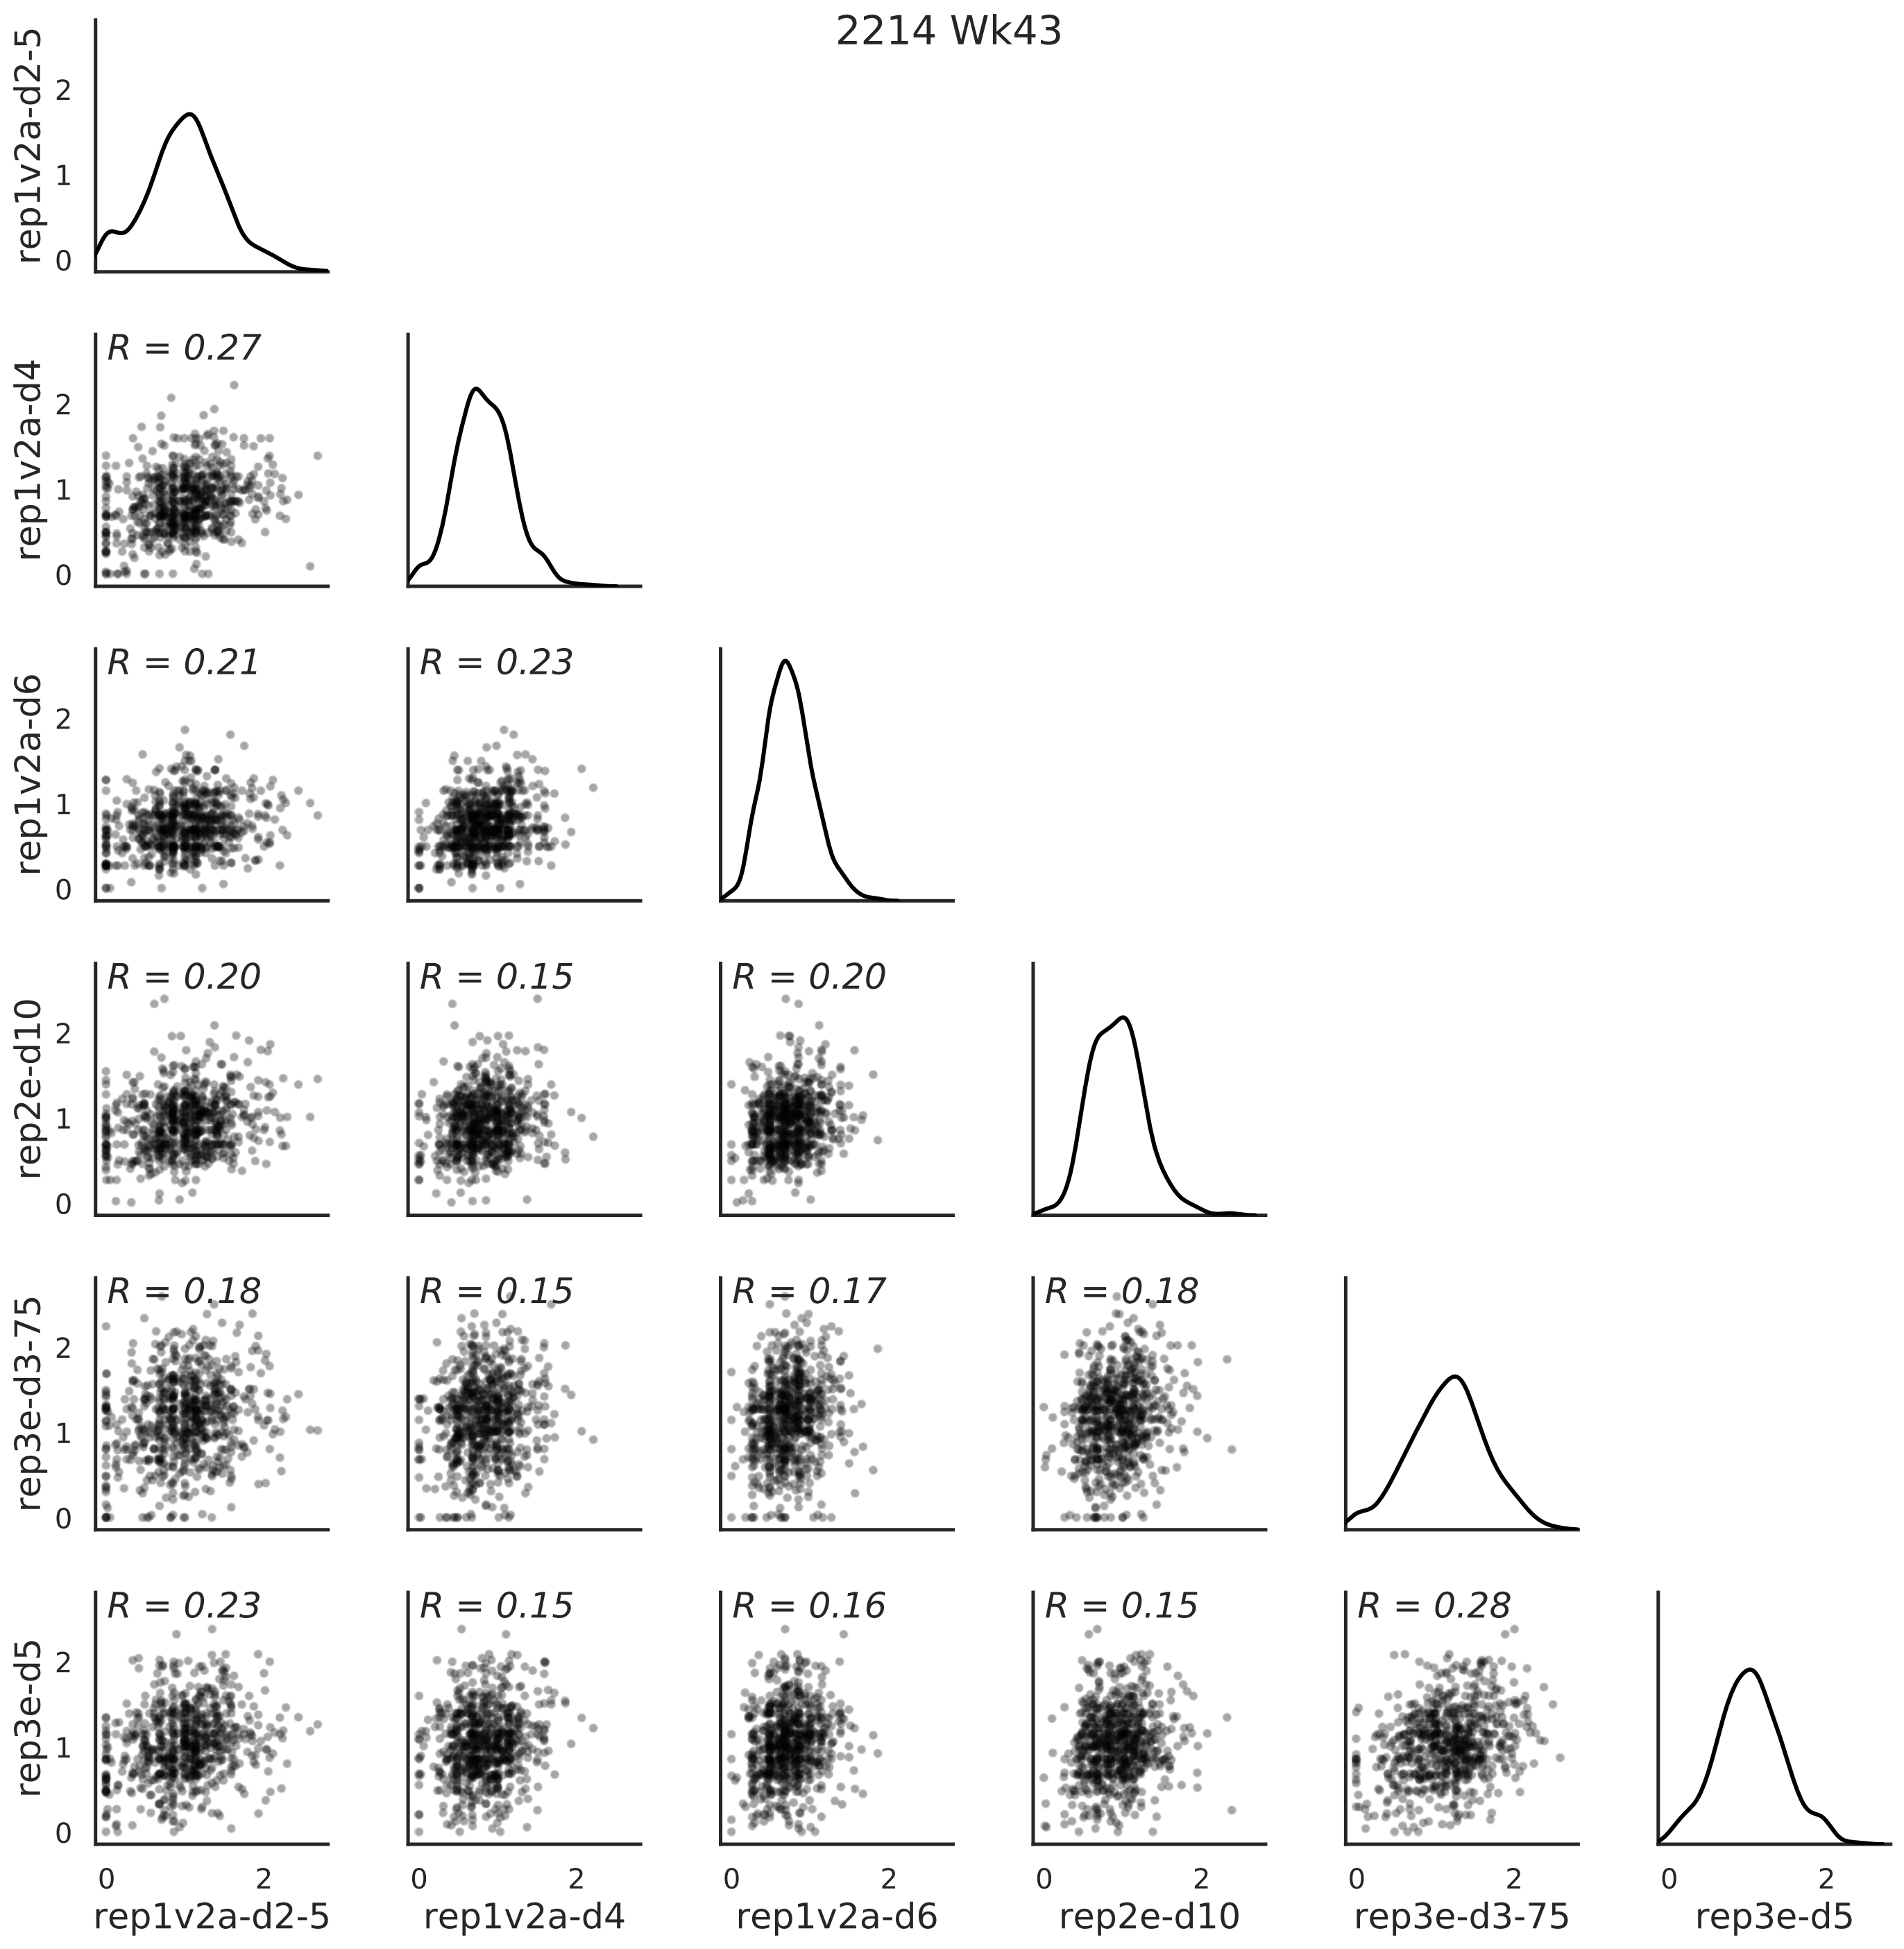 2214 Wk43
rep1v2a-d2-5
2
1
0
rep1v2a-d4
2
1
0
R = 0.27
rep1v2a-d6
2
1
0
R = 0.21
R = 0.23
rep2e-d10
2
1
0
R = 0.20
R = 0.15
R = 0.20
rep3e-d3-75
2
1
0
R = 0.18
R = 0.15
R = 0.17
R = 0.18
rep3e-d5
2
1
0
R = 0.23
R = 0.15
R = 0.16
R = 0.15
R = 0.28
0 2
0 2
0 2
0 2
0 2
0 2
rep1v2a-d2-5
rep1v2a-d4
rep1v2a-d6
rep2e-d10
rep3e-d3-75
rep3e-d5